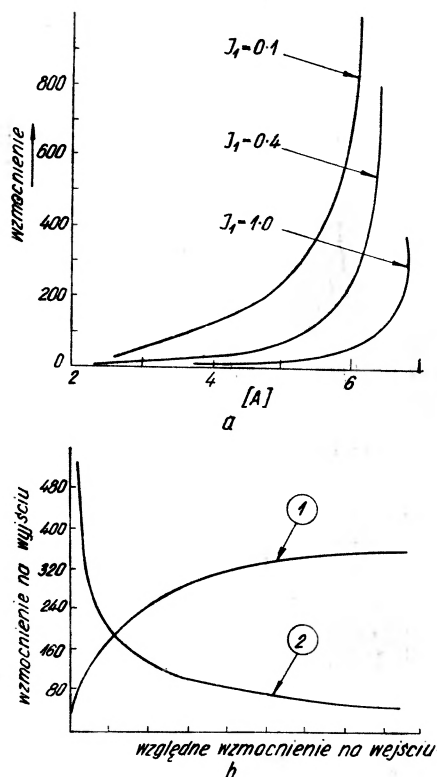 wzmocnienie
800
600
400
200
0
J₁=0·1
J₁=0·4
J₁=1·0
2
4
6
[A]
a
wzmocnienie na wyjściu
480
400
320
240
160
80
1
2
względne wzmocnienie na wejściu
b